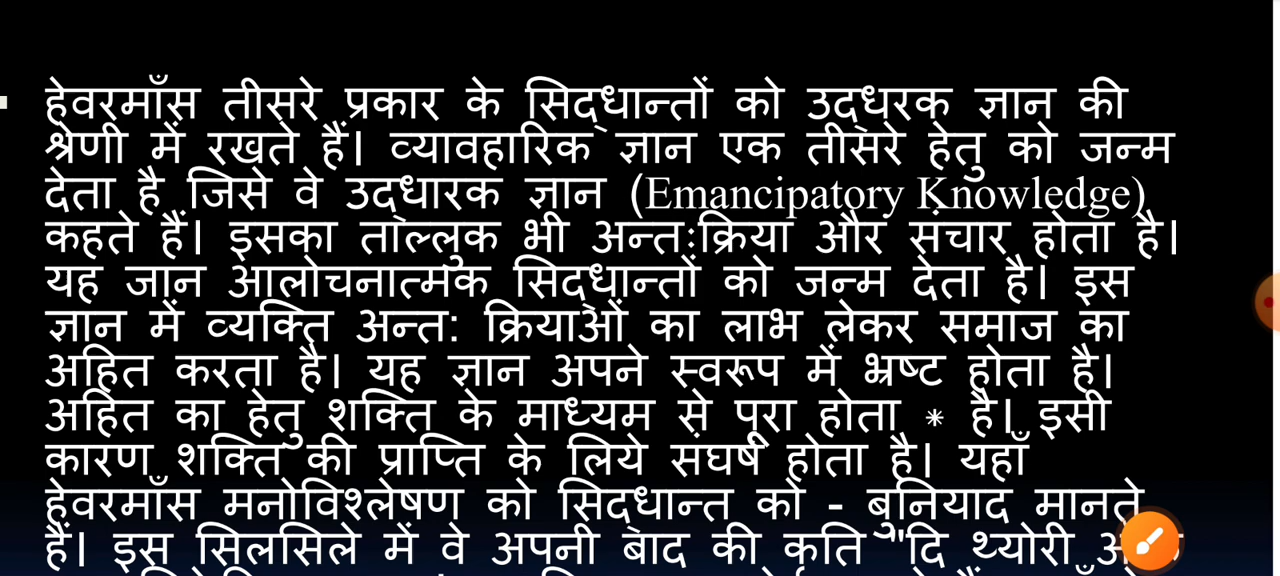 हेवरमाँस तीसरे प्रकार के सिद्धान्तों को उद्धरक ज्ञान की
श्रेणी में रखते हैं। व्यावहारिक ज्ञान एक तीसरे हेतु को जन्म
देता है जिसे वे उद्धारक ज्ञान (Emancipatory Knowledge)
कहते हैं। इसका ताल्लुक भी अन्तःक्रिया और संचार होता है।
यह जान आलोचनात्मक सिद्धान्तों को जन्म देता है। इस
ज्ञान में व्यक्ति अन्त: क्रियाओं का लाभ लेकर समाज का
अहित करता है। यह ज्ञान अपने स्वरूप में भ्रष्ट होता है।
अहित का हेतु शक्ति के माध्यम से पूरा होता * है। इसी
कारण शक्ति की प्राप्ति के लिये संघर्ष होता है। यहाँ
हेवरमाँस मनोविश्लेषण को सिद्धान्त को - बुनियाद मानते
हैं। इस सिलसिले में वे अपनी बाद की कृति "दि थ्योरी